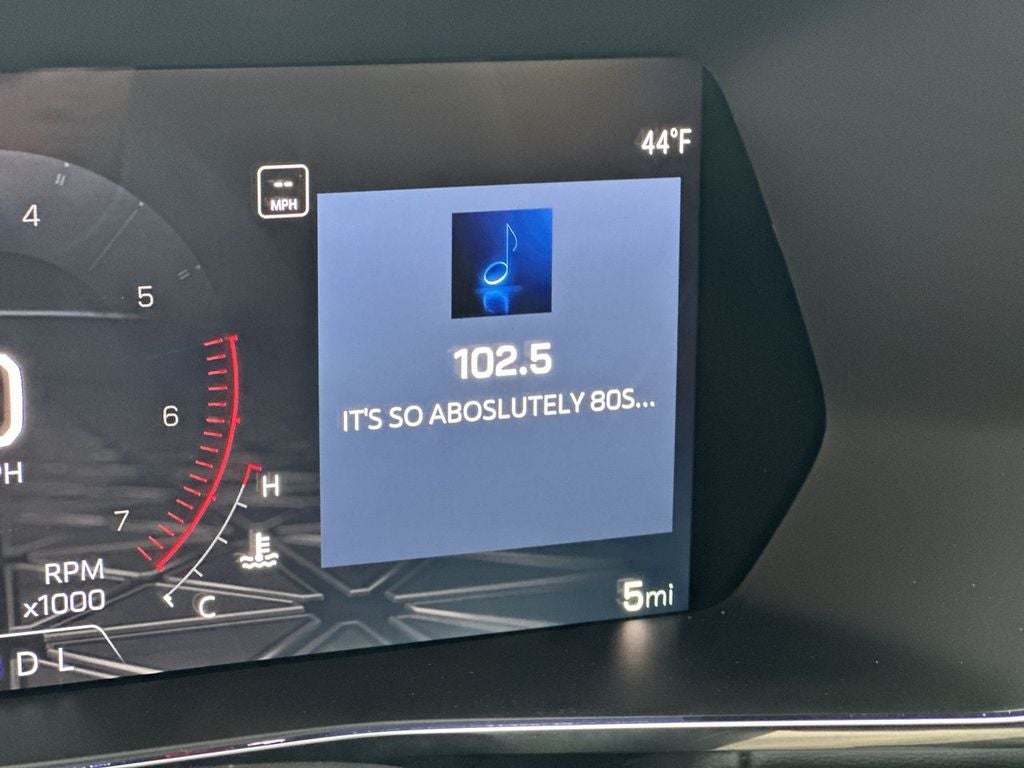 44°F
--
MPH
4
5
6
7
102.5
IT'S SO ABOSLUTELY 80S...
H
C
RPM
x1000
5mi
D L